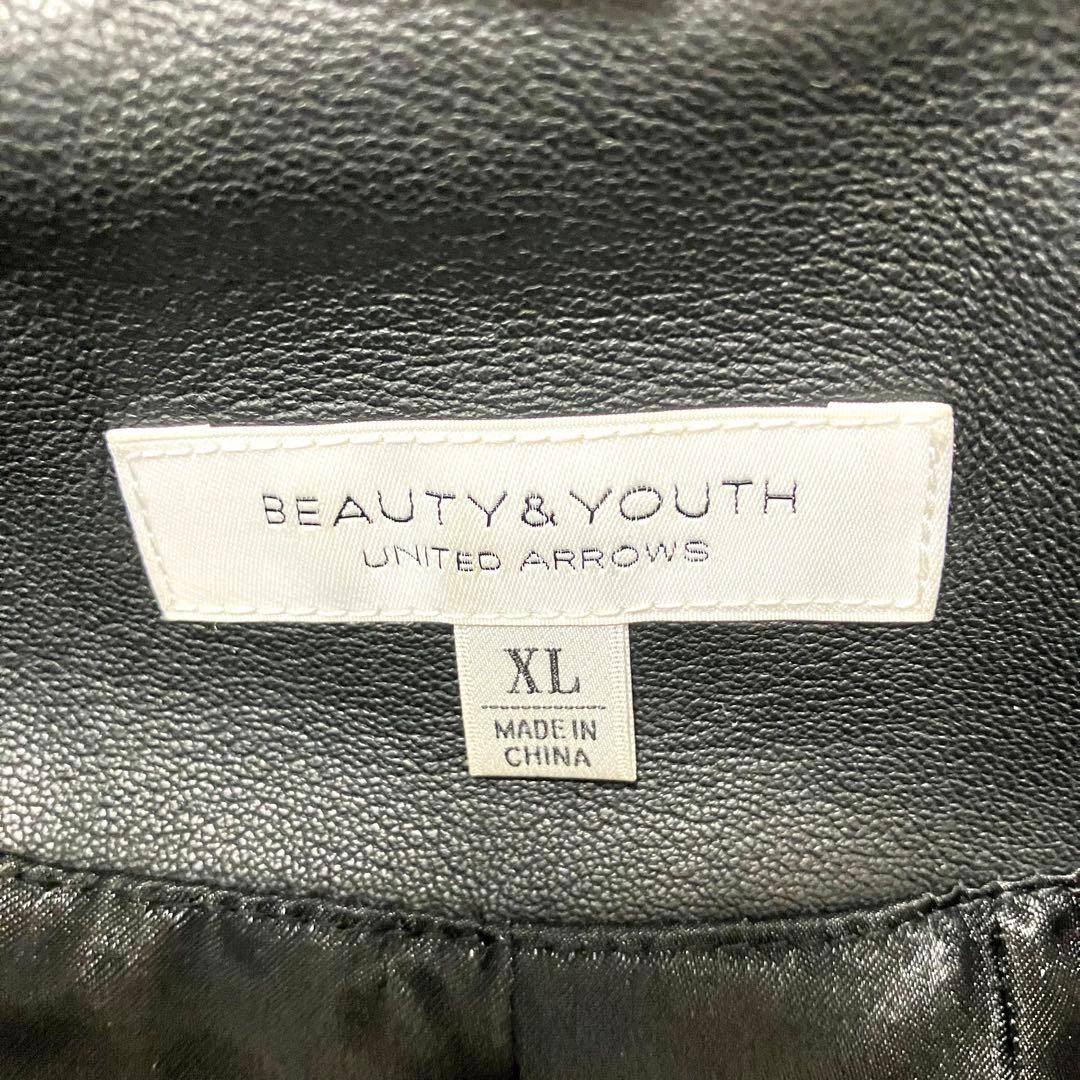 BEAUTY&YOUTH
UNITED ARROWS
XL
MADE IN
CHINA